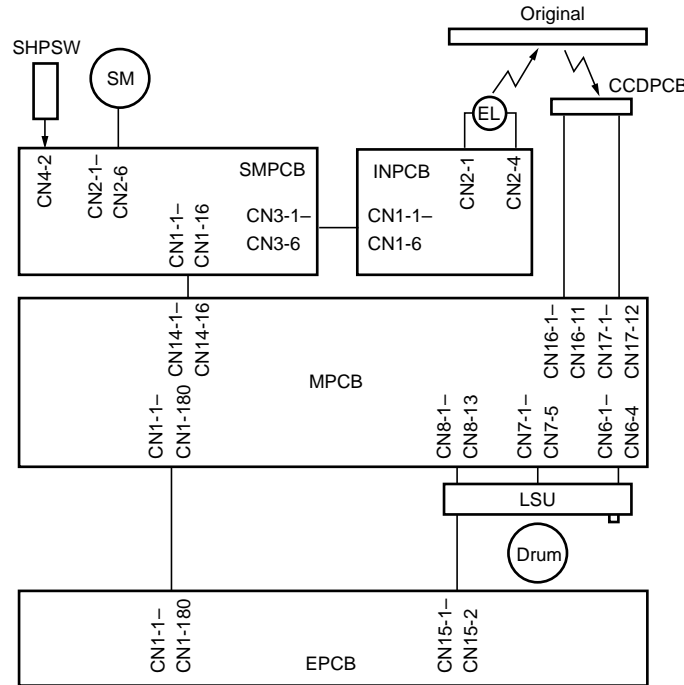 Original
SHPSW
SM
CCDPCB
EL
CN4-2
CN2-1–
CN2-6
SMPCB
CN1-1–
CN1-16
CN3-1–
CN3-6
INPCB
CN2-1
CN2-4
CN1-1–
CN1-6
CN14-1–
CN14-16
CN16-1–
CN16-11
CN17-1–
CN17-12
MPCB
CN1-1–
CN1-180
CN8-1–
CN8-13
CN7-1–
CN7-5
CN6-1–
CN6-4
LSU
Drum
CN1-1–
CN1-180
CN15-1–
CN15-2
EPCB